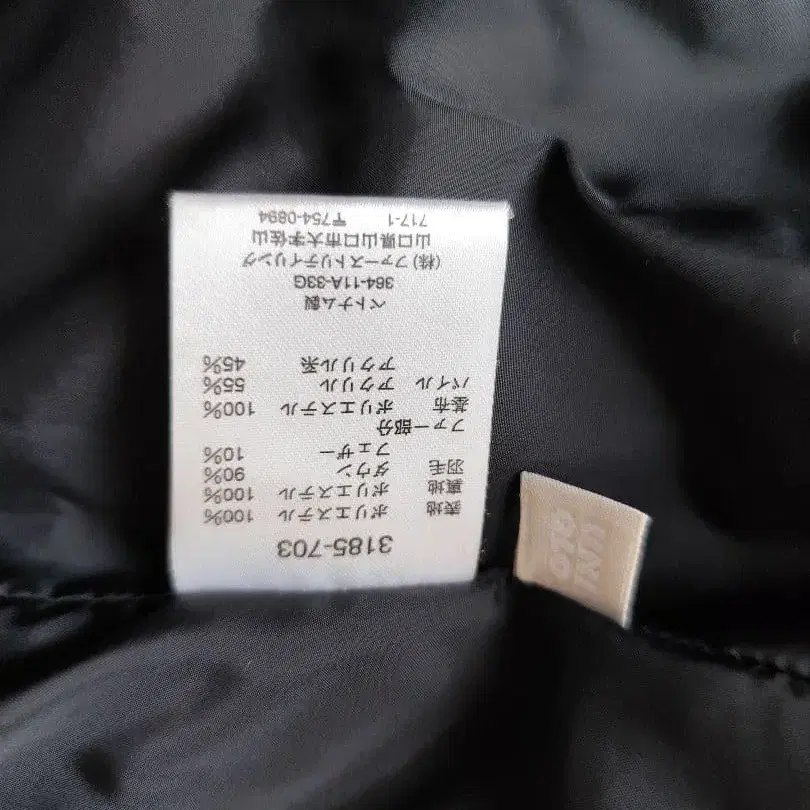 3185-703
表地 ポリエステル 100%
裏地 ポリエステル 100%
羽毛 ダウン 90%
フェザー 10%
ファー部分
基布 ポリエステル 100%
パイル アクリル 55%
アクリル系 45%
ベトナム製
364-11A-33G
(株)ファーストリテイリング
山口県山口市大字佐山
717-1 〒754-0894
UNI
QLO